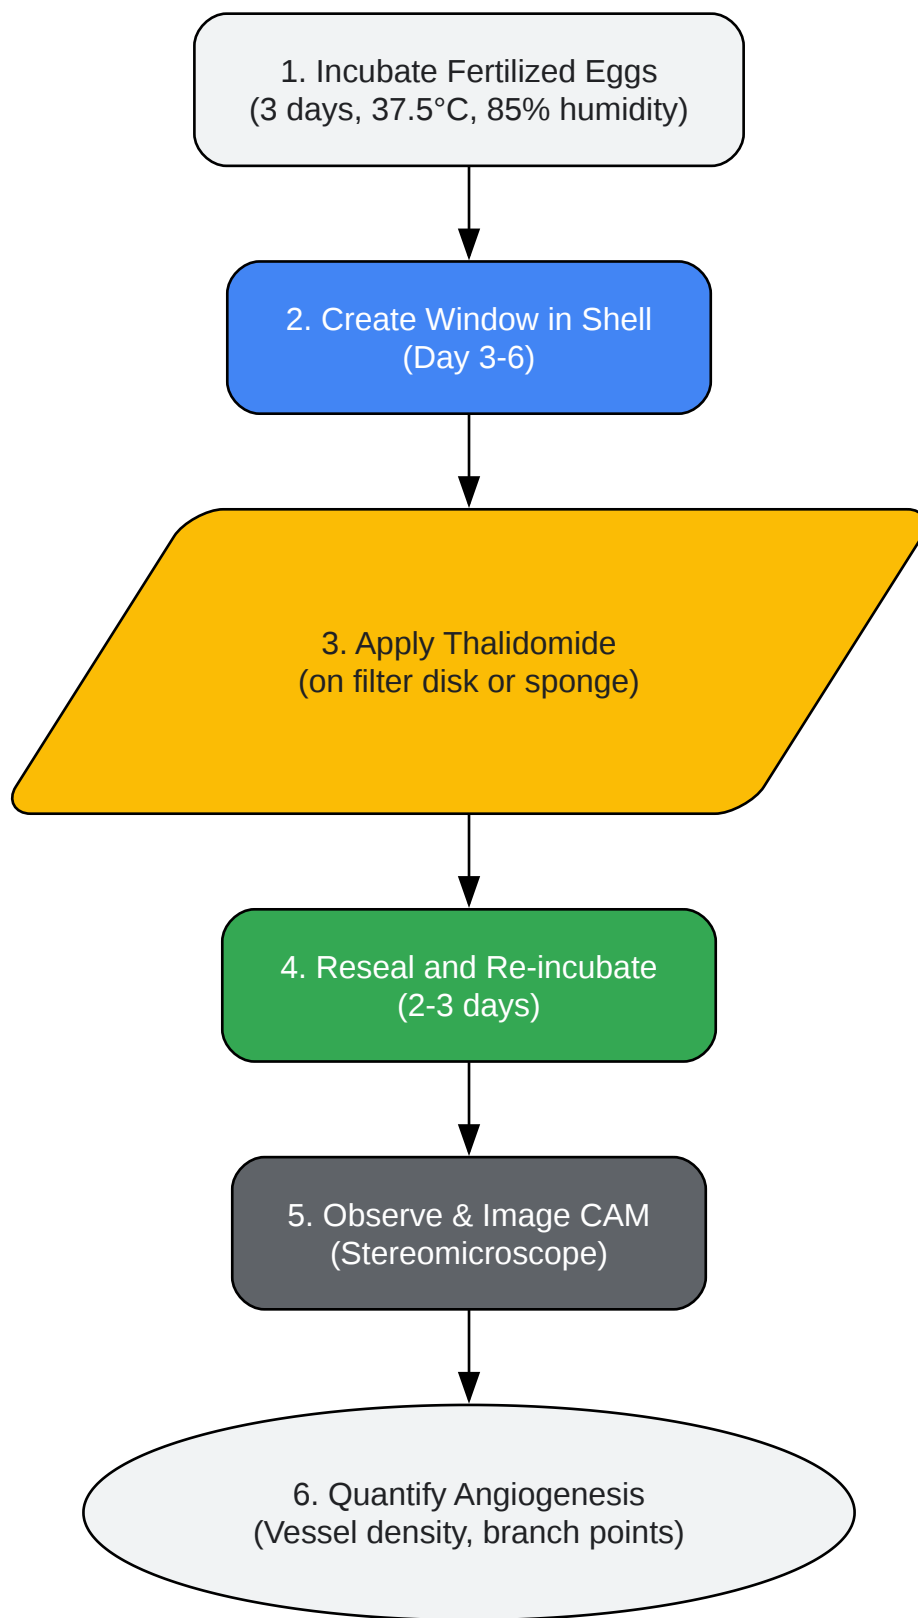 1. Incubate Fertilized Eggs
(3 days, 37.5°C, 85% humidity)
2. Create Window in Shell
(Day 3-6)
3. Apply Thalidomide
(on filter disk or sponge)
4. Reseal and Re-incubate
(2-3 days)
5. Observe & Image CAM
(Stereomicroscope)
6. Quantify Angiogenesis
(Vessel density, branch points)